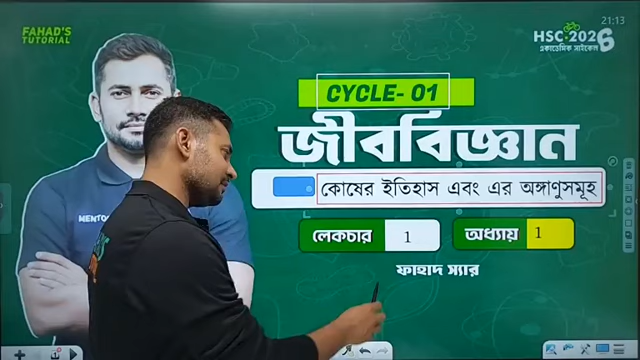 FAHAD'S
TUTORIAL
21:13
HSC 2026
একাডেমিক সাইকেল
CYCLE- 01
জীববিজ্ঞান
কোষের ইতিহাস এবং এর অঙ্গাণুসমূহ
MENTO
লেকচার 1
অধ্যায় 1
ফাহাদ স্যার